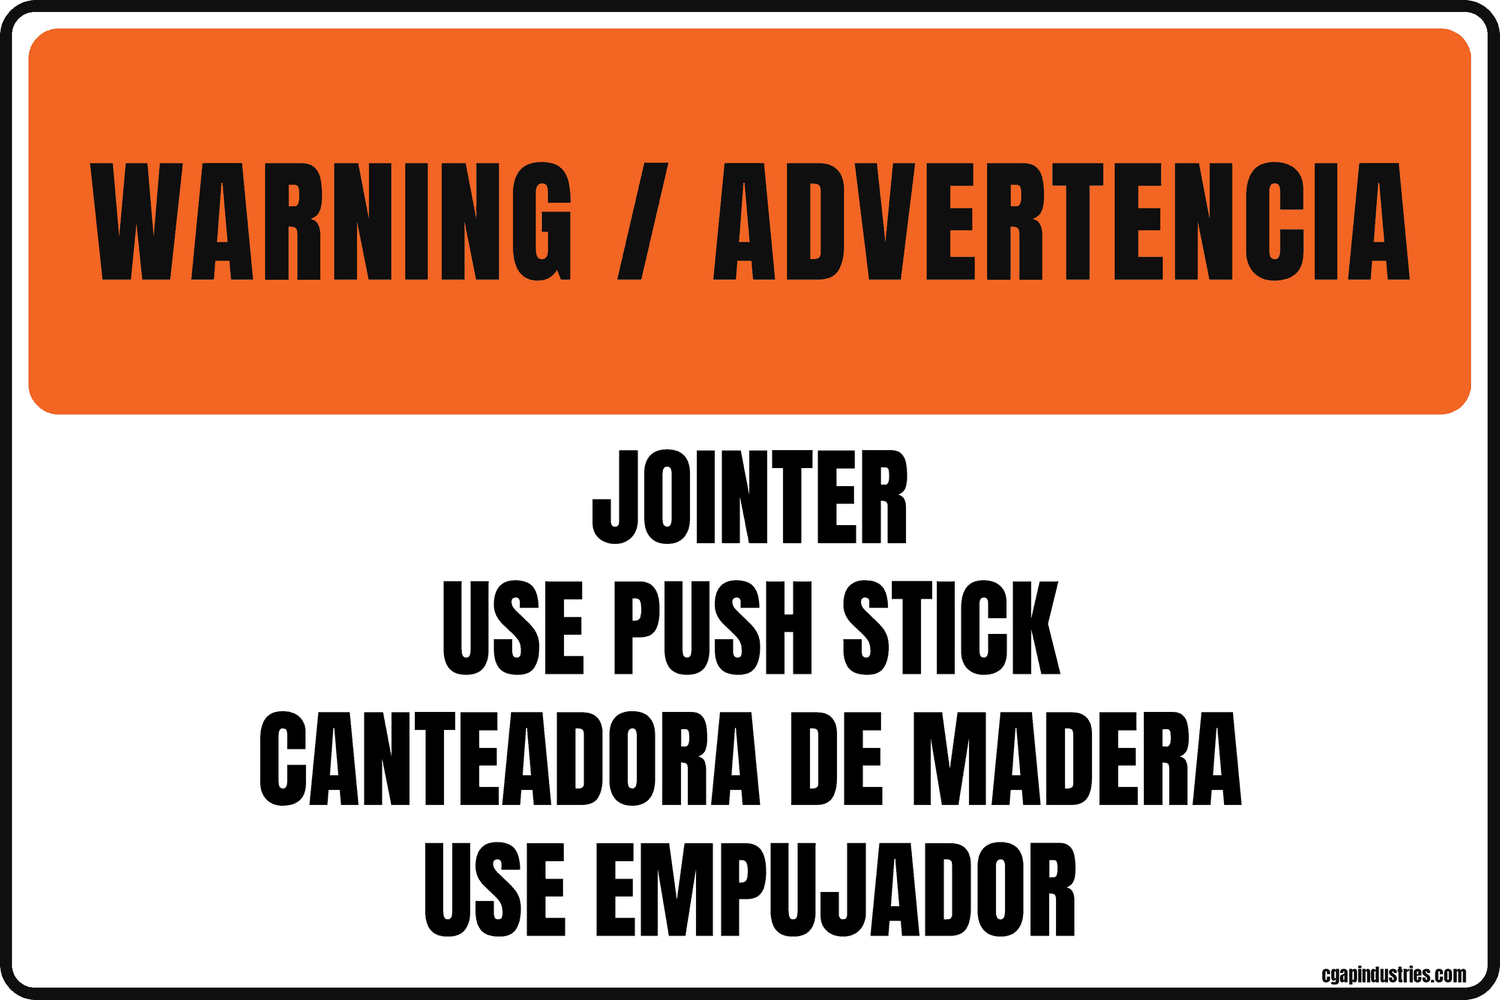 WARNING / ADVERTENCIA
JOINTER
USE PUSH STICK
CANTEADORA DE MADERA
USE EMPUJADOR
cgapindustries.com